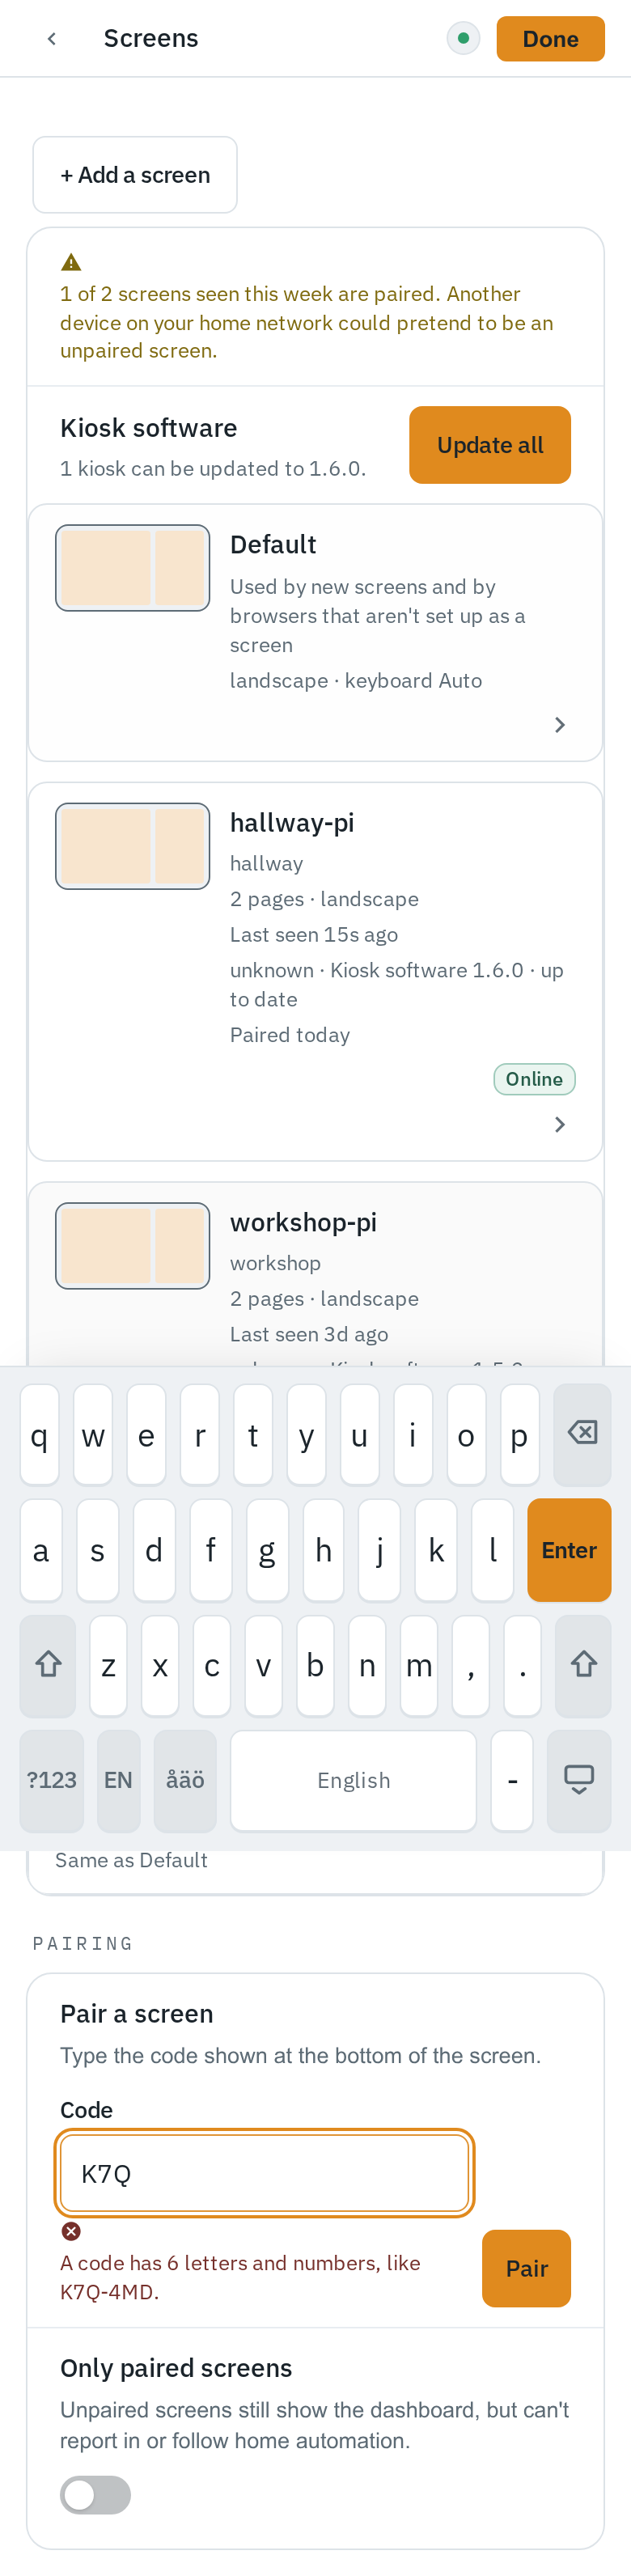 Screens
Done
+ Add a screen
1 of 2 screens seen this week are paired. Another
device on your home network could pretend to be an
unpaired screen.
Kiosk software
1 kiosk can be updated to 1.6.0.
Update all
Default
Used by new screens and by
browsers that aren't set up as a
screen
landscape · keyboard Auto
hallway-pi
hallway
2 pages · landscape
Last seen 15s ago
unknown · Kiosk software 1.6.0 · up
to date
Paired today
Online
workshop-pi
workshop
2 pages · landscape
Last seen 3d ago
q w e r t y u i o p
a s d f g h j k l Enter
z x c v b n m , .
?123 EN åäö English -
Same as Default
PAIRING
Pair a screen
Type the code shown at the bottom of the screen.
Code
K7Q
A code has 6 letters and numbers, like
K7Q-4MD.
Pair
Only paired screens
Unpaired screens still show the dashboard, but can't
report in or follow home automation.